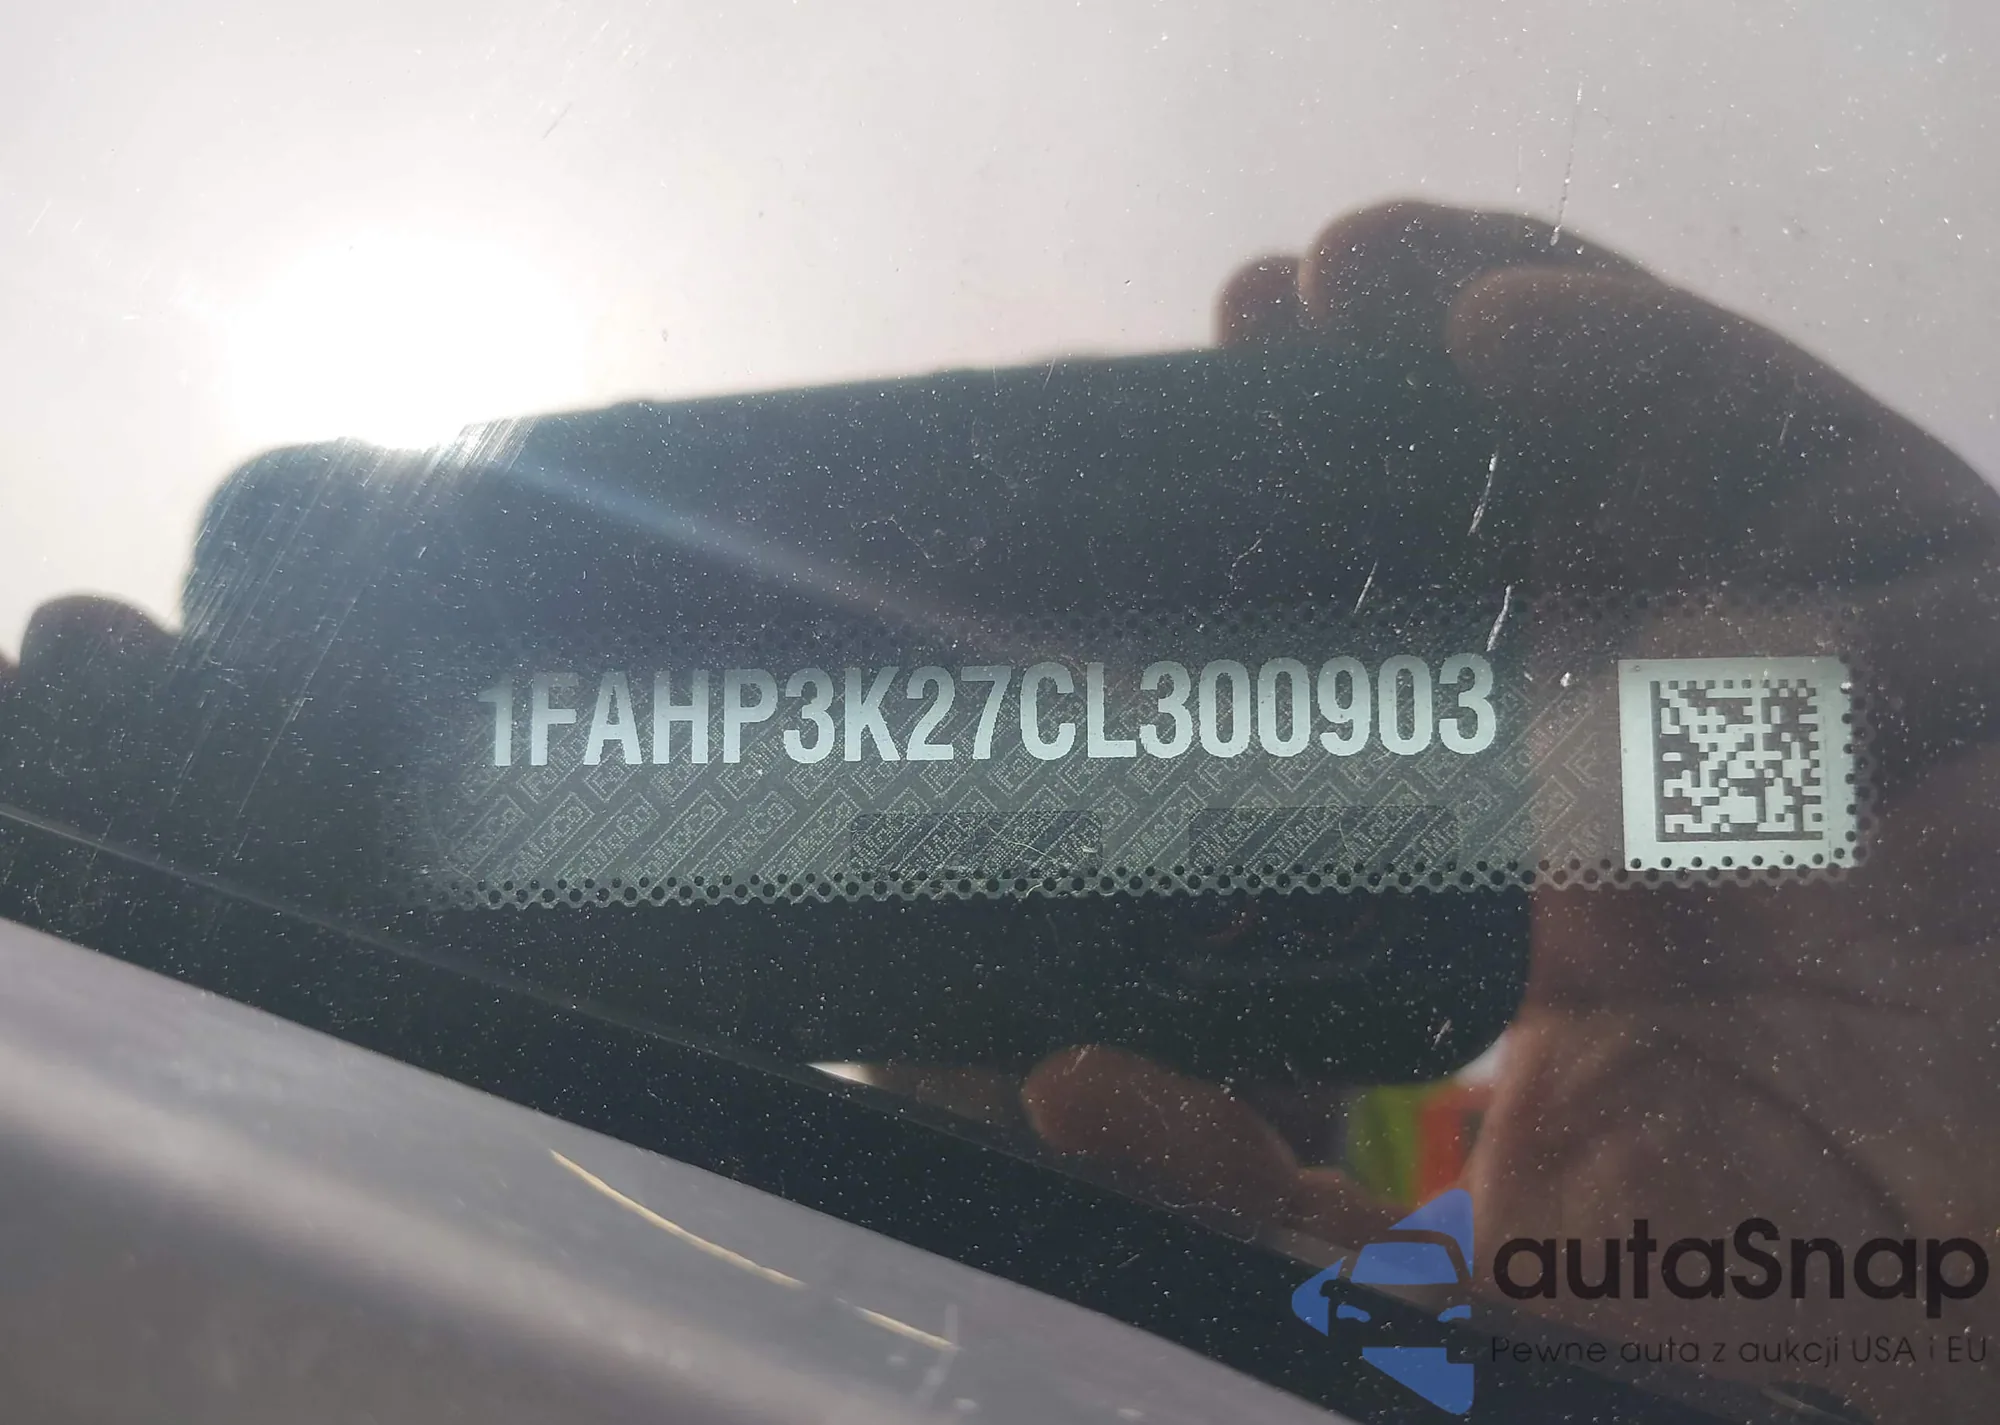 1FAHP3K27CL300903
autaSnap
Pewne auta z aukcji USA i EU